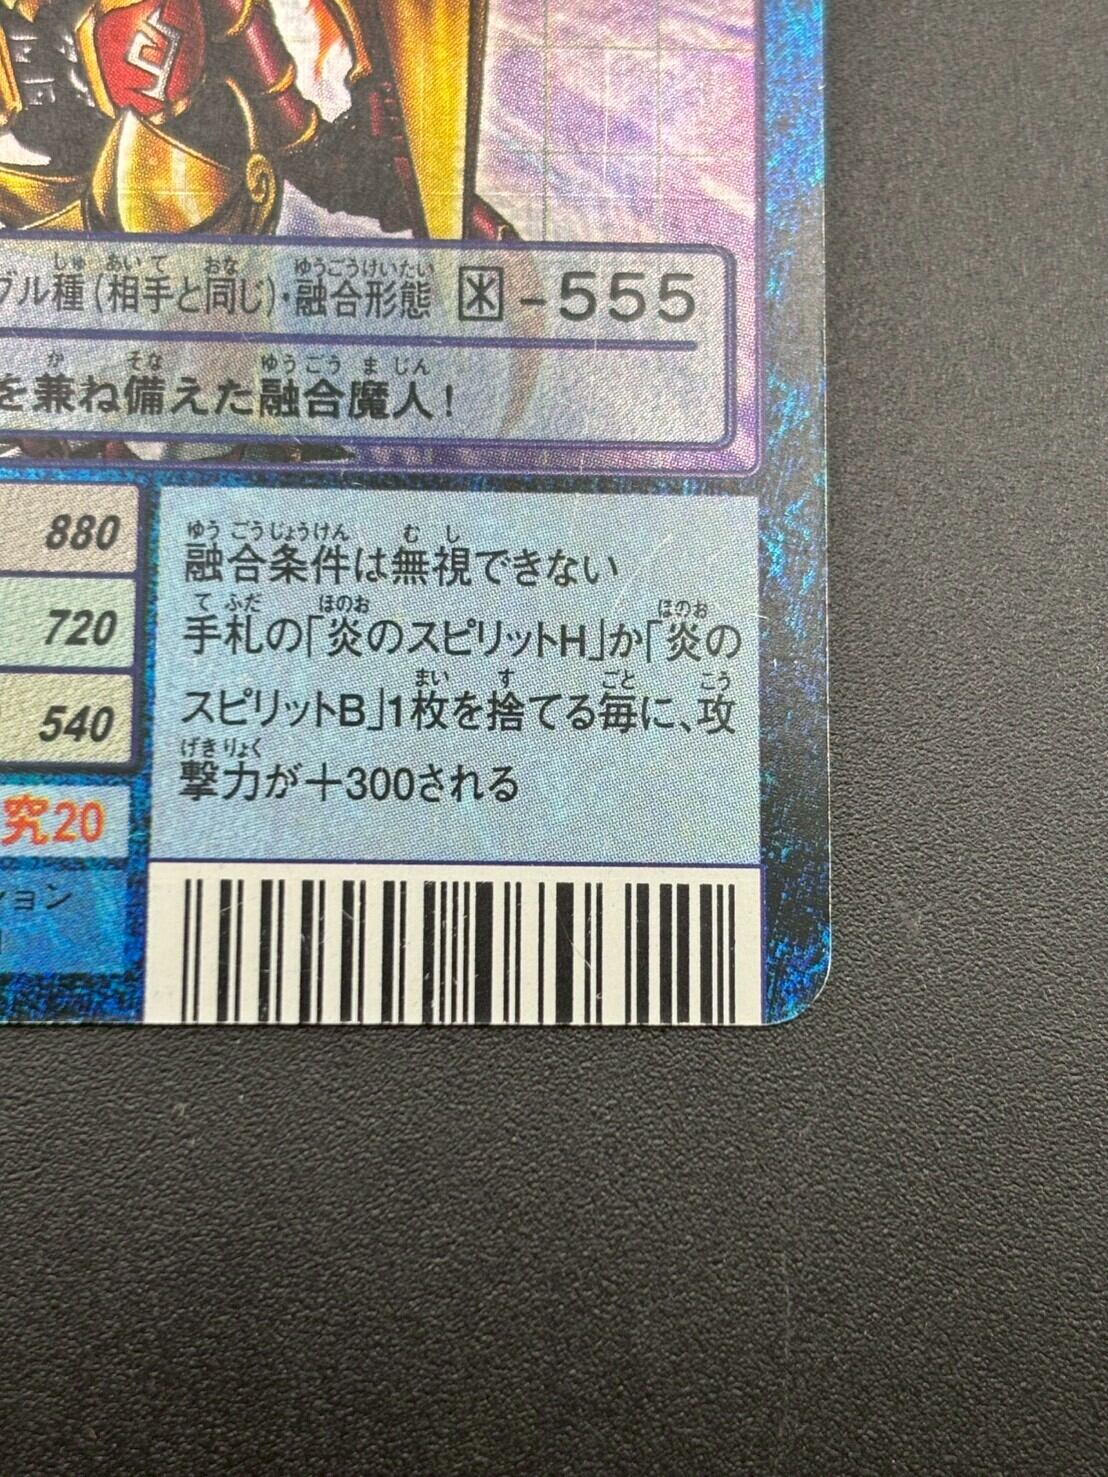 ブル種(相手と同じ)・融合形態 -555
を兼ね備えた融合魔人!
880
720
540
究20
ション
融合条件は無視できない
手札の「炎のスピリットH」か「炎の
スピリットB」1枚を捨てる毎に、攻
撃力が+300される